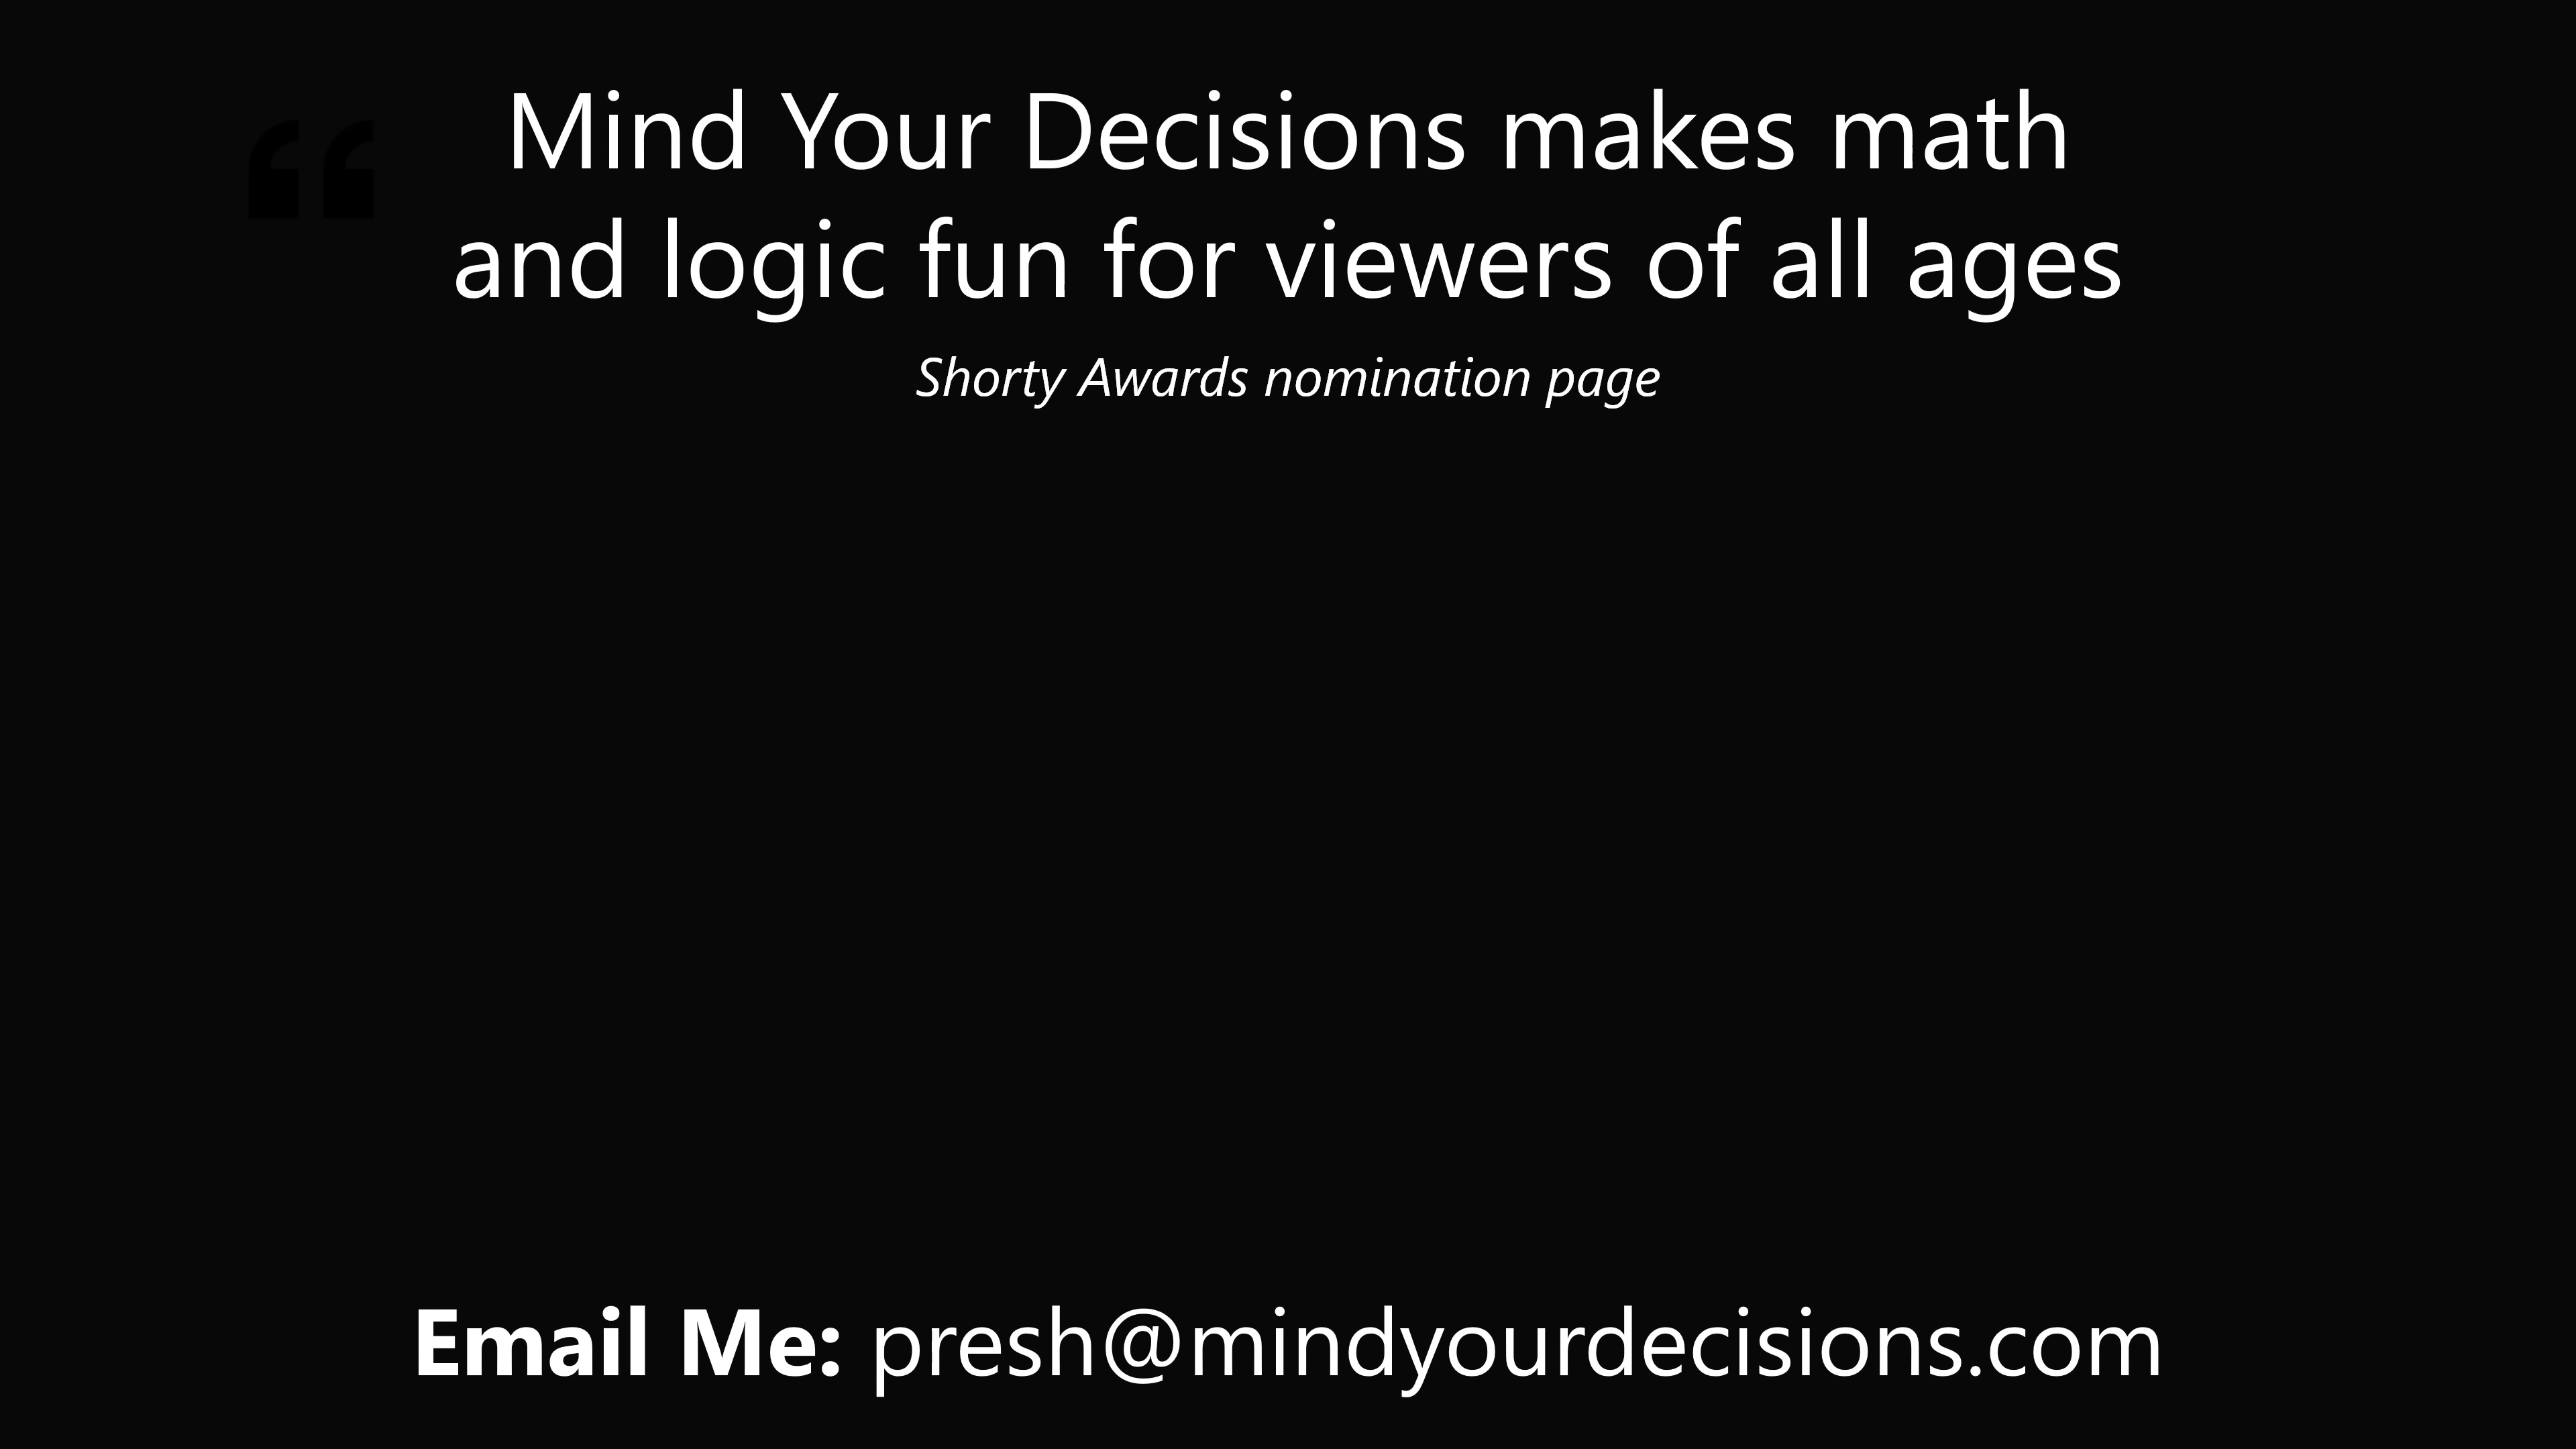 “
Mind Your Decisions makes math
and logic fun for viewers of all ages
Shorty Awards nomination page
Email Me: presh@mindyourdecisions.com